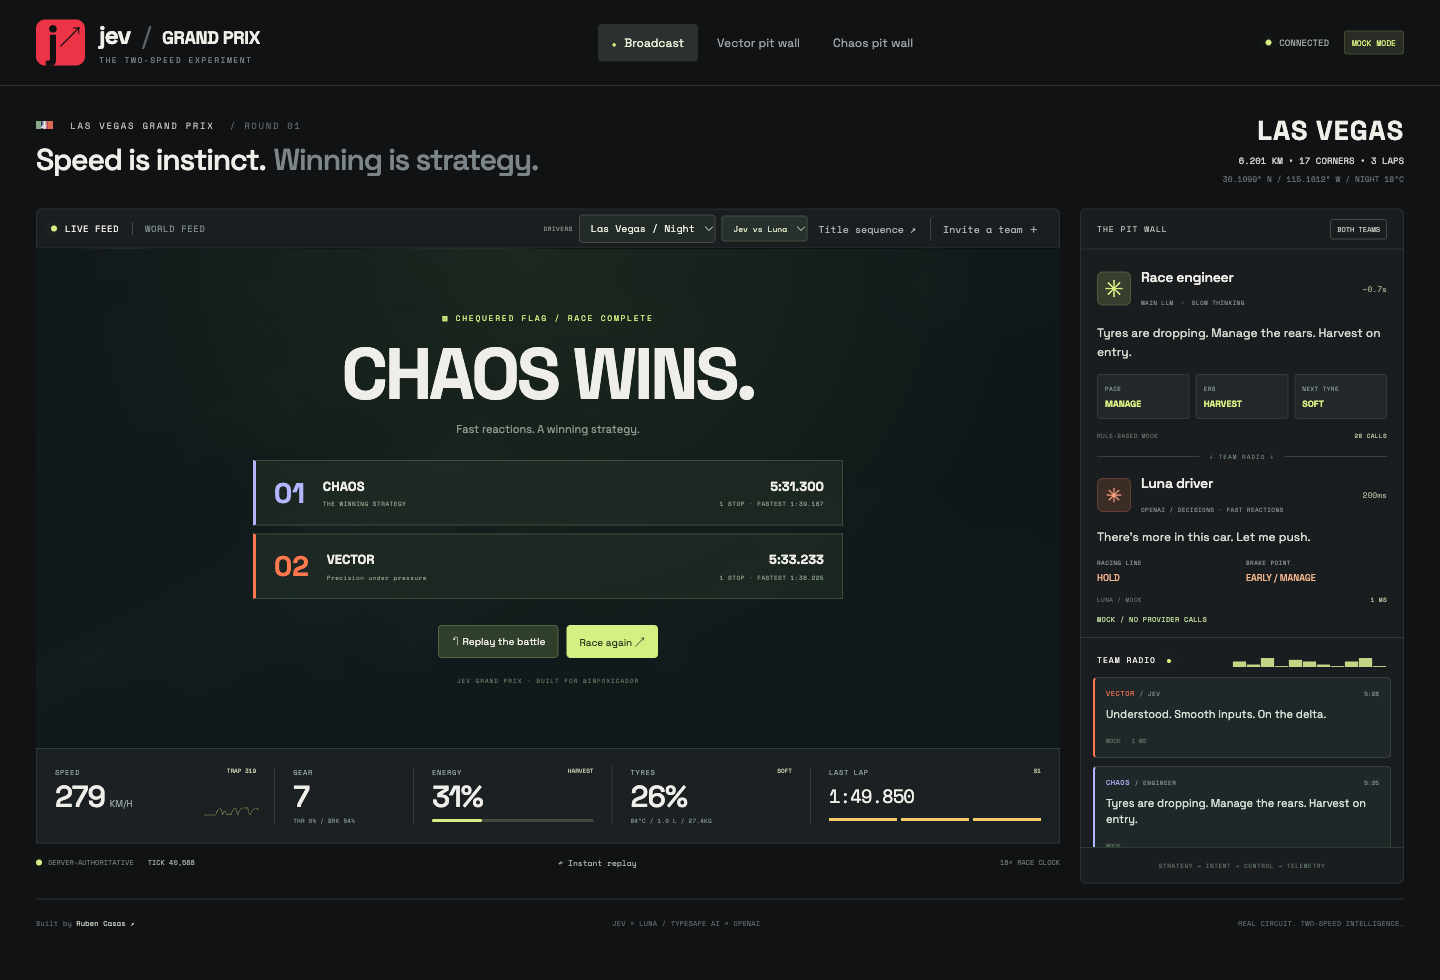 jev / GRAND PRIX
THE TWO-SPEED EXPERIMENT
Broadcast
Vector pit wall
Chaos pit wall
CONNECTED
MOCK MODE
LAS VEGAS GRAND PRIX / ROUND 01
Speed is instinct. Winning is strategy.
LAS VEGAS
6.201 KM • 17 CORNERS • 3 LAPS
36.1099° N / 115.1612° W / NIGHT 18°C
LIVE FEED
WORLD FEED
DRIVERS
Las Vegas / Night
Jev vs Luna
Title sequence ↗
Invite a team +
CHEQUERED FLAG / RACE COMPLETE
CHAOS WINS.
Fast reactions. A winning strategy.
01 CHAOS 5:31.300
THE WINNING STRATEGY 1 STOP · FASTEST 1:39.167
02 VECTOR 5:33.233
Precision under pressure 1 STOP · FASTEST 1:36.225
Replay the battle
Race again ↗
JEV GRAND PRIX · BUILT FOR @INFOXICADOR
SPEED TRAP 319
279 KM/H
GEAR
7
THR 0% / BRK 54%
ENERGY HARVEST
31%
TYRES SOFT
26%
84°C / 1.0 L / 27.4KG
LAST LAP S1
1:49.850
SERVER-AUTHORITATIVE TICK 40,588
↶ Instant replay
18× RACE CLOCK
THE PIT WALL
BOTH TEAMS
Race engineer
MAIN LLM · SLOW THINKING
~0.7s
Tyres are dropping. Manage the rears. Harvest on
entry.
PACE
MANAGE
ERS
HARVEST
NEXT TYRE
SOFT
RULE-BASED MOCK 28 CALLS
↓ TEAM RADIO ↓
Luna driver
OPENAI / DECISIONS · FAST REACTIONS
200ms
There's more in this car. Let me push.
RACING LINE
HOLD
BRAKE POINT
EARLY / MANAGE
LUNA / MOCK 1 MS
MOCK / NO PROVIDER CALLS
TEAM RADIO
VECTOR / JEV 5:28
Understood. Smooth inputs. On the delta.
MOCK · 1 MS
CHAOS / ENGINEER 5:25
Tyres are dropping. Manage the rears. Harvest on
entry.
MOCK
STRATEGY → INTENT → CONTROL → TELEMETRY
Built by Ruben Casas ↗
JEV × LUNA / TYPESAFE AI × OPENAI
REAL CIRCUIT. TWO-SPEED INTELLIGENCE.